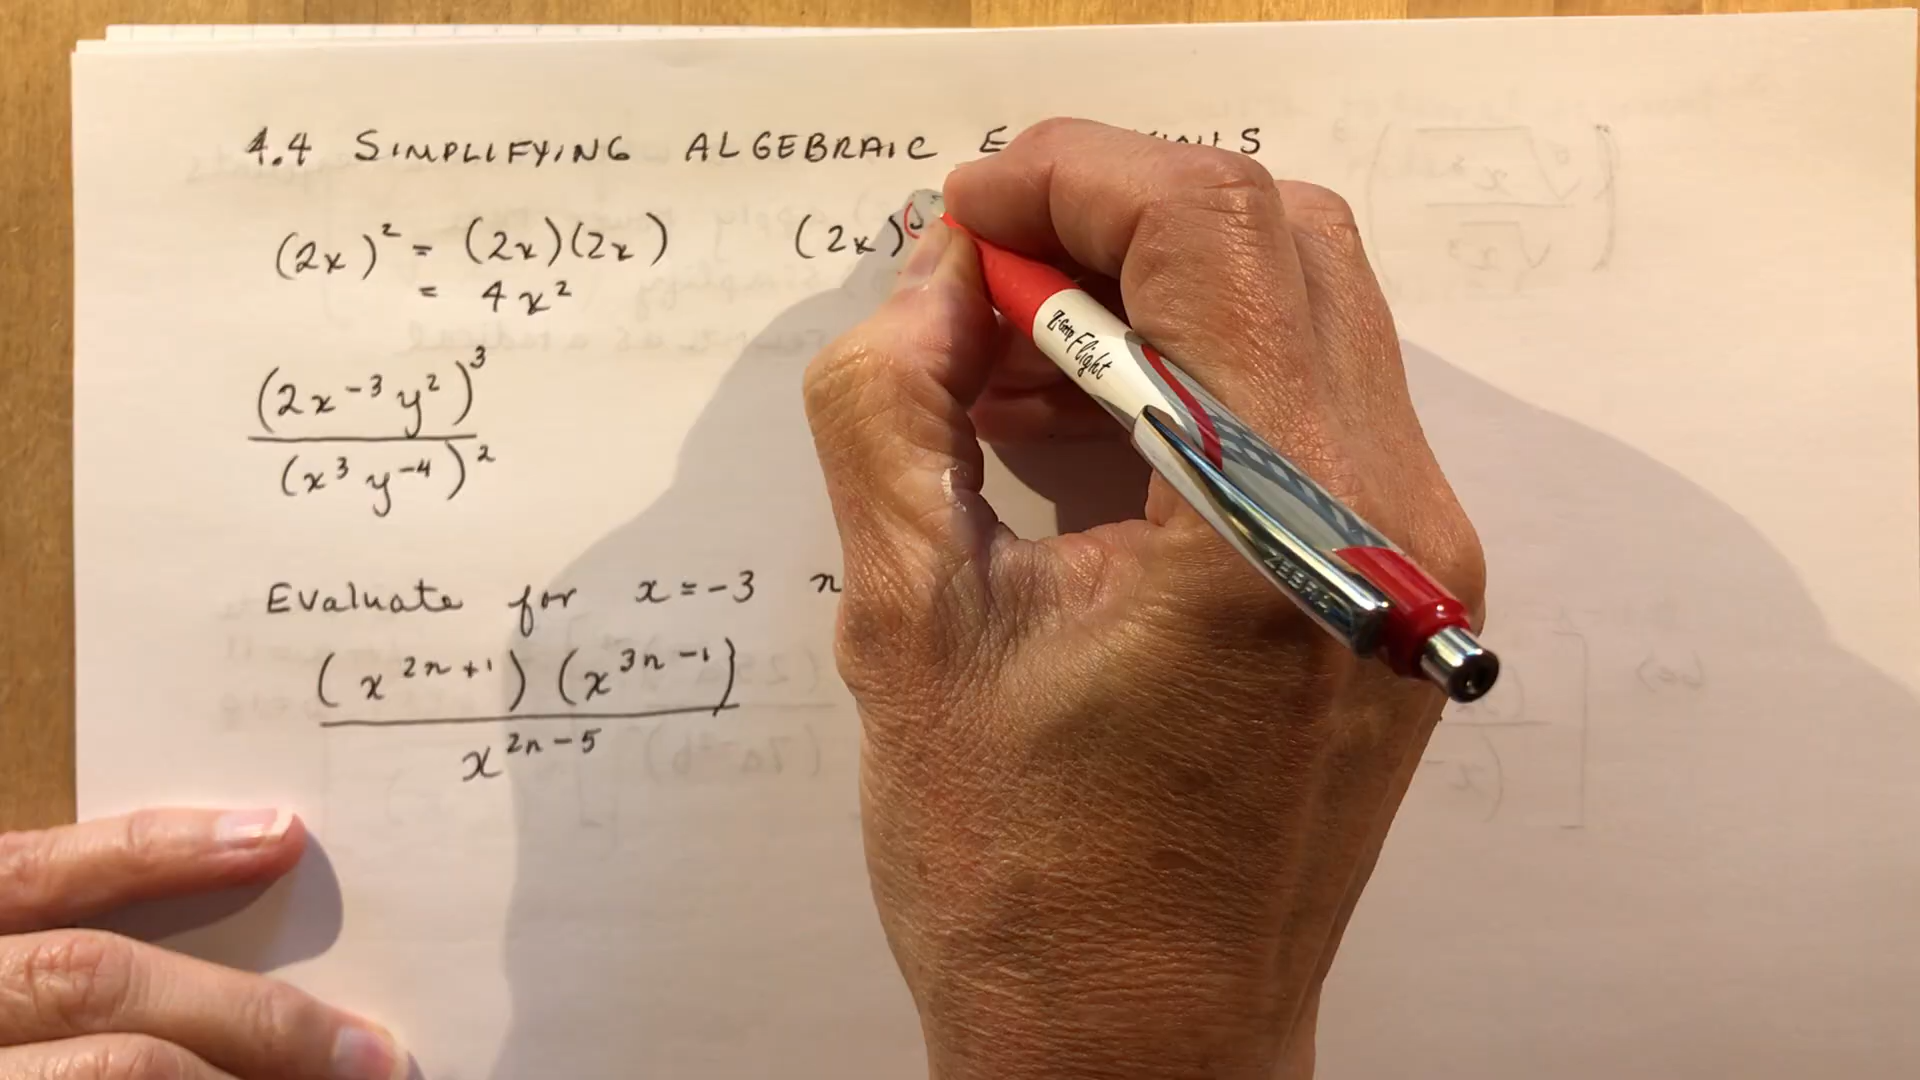 4.4 SIMPLIFYING ALGEBRAIC
(2x)² = (2x)(2x) (2x)
= 4x²
(2x⁻³y²)³
(x³y⁻⁴)²
Evaluate for x = -3 n
(x²ⁿ⁺¹)(x³ⁿ⁻¹)
x²ⁿ⁻⁵
Z-Grip Flight
ZEBRA